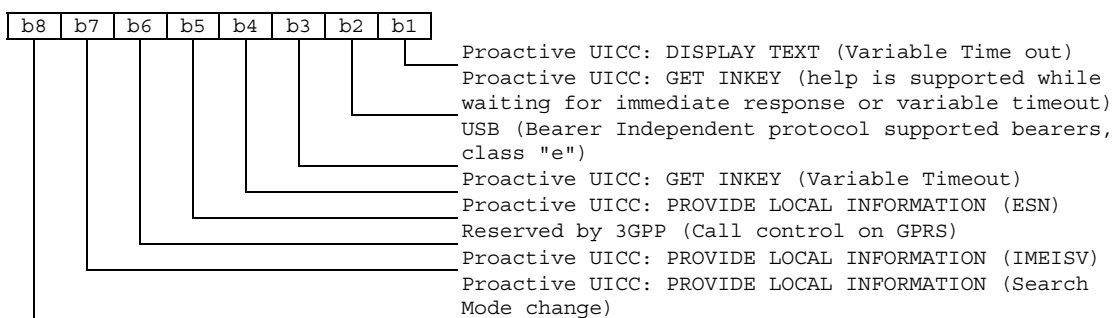 b8 b7 b6 b5 b4 b3 b2 b1
Proactive UICC: DISPLAY TEXT (Variable Time out)
Proactive UICC: GET INKEY (help is supported while
waiting for immediate response or variable timeout)
USB (Bearer Independent protocol supported bearers,
class "e")
Proactive UICC: GET INKEY (Variable Timeout)
Proactive UICC: PROVIDE LOCAL INFORMATION (ESN)
Reserved by 3GPP (Call control on GPRS)
Proactive UICC: PROVIDE LOCAL INFORMATION (IMEISV)
Proactive UICC: PROVIDE LOCAL INFORMATION (Search
Mode change)